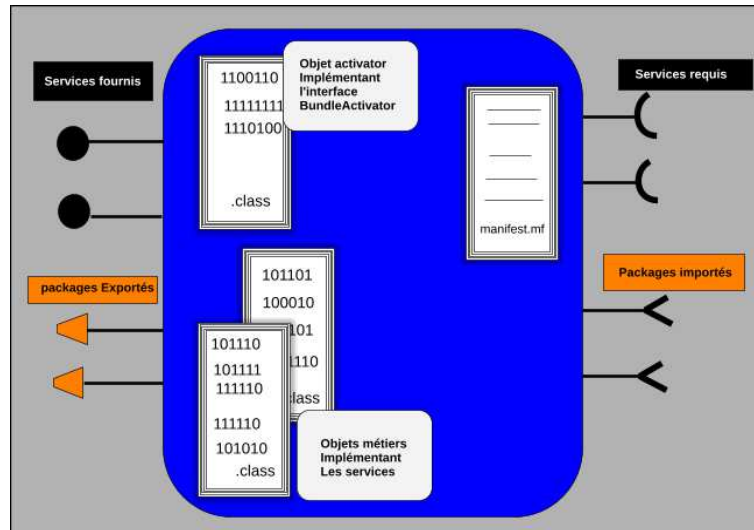 Services fournis
1100110
11111111
1110100
.class
Objet activator
Implémentant
l'interface
BundleActivator
Services requis
manifest.mf
packages Exportés
Packages importés
101101
100010
101
1110
class
101110
101111
111110
111110
101010
.class
Objets métiers
Implémentant
Les services